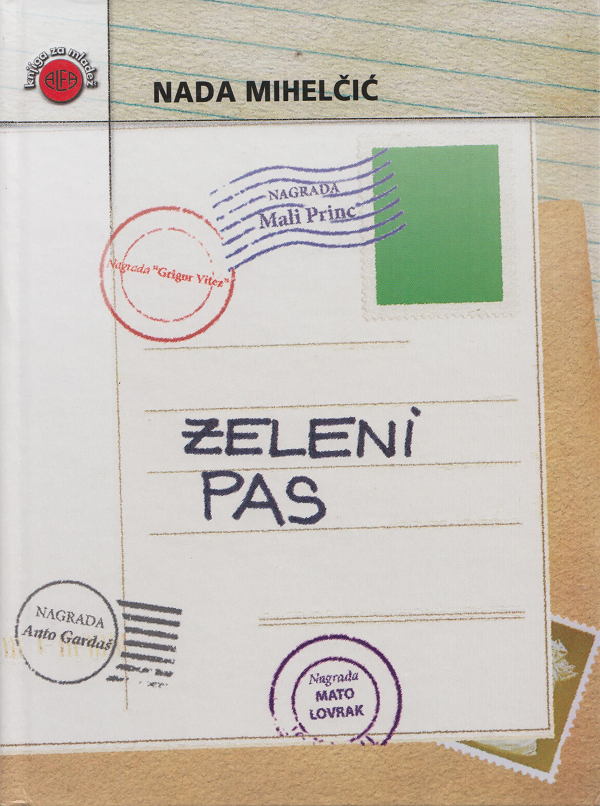 knjiga za mladež
ALFA
NADA MIHELČIĆ
NAGRADA
Mali Princ
Nagrada "Grigor Vitez"
ZELENI
PAS
NAGRADA
Anto Gardaš
Nagrada
MATO
LOVRAK